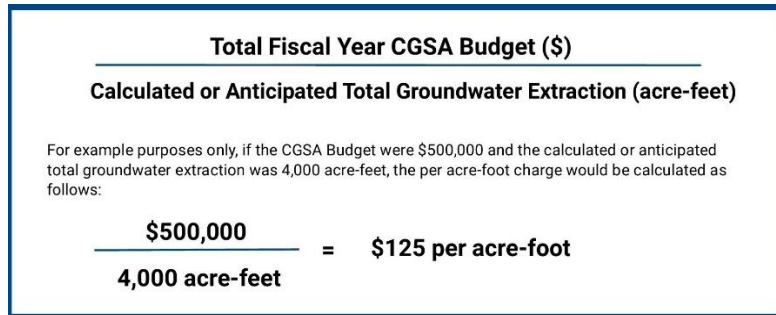 Total Fiscal Year CGSA Budget ($)
Calculated or Anticipated Total Groundwater Extraction (acre-feet)
For example purposes only, if the CGSA Budget were $500,000 and the calculated or anticipated
total groundwater extraction was 4,000 acre-feet, the per acre-foot charge would be calculated as
follows:
$500,000
= $125 per acre-foot
4,000 acre-feet